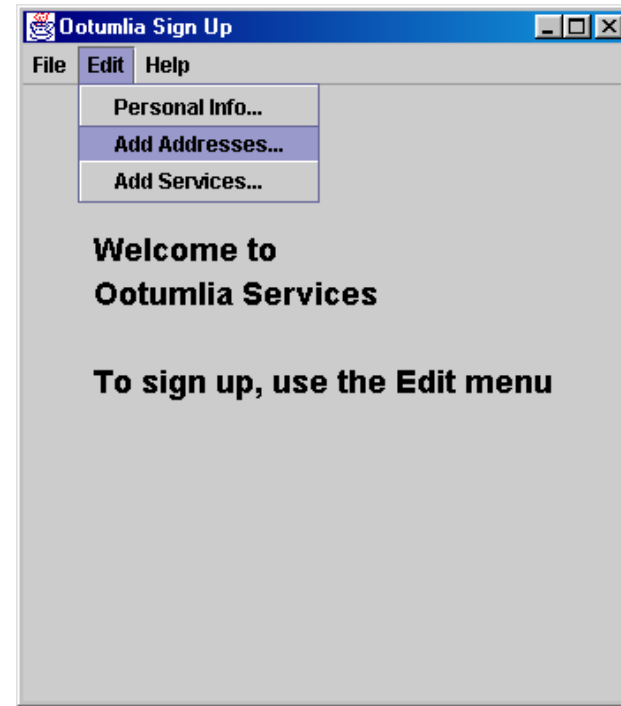 Ootumlia Sign Up
File Edit Help
Personal Info...
Add Addresses...
Add Services...
Welcome to
Ootumlia Services
To sign up, use the Edit menu